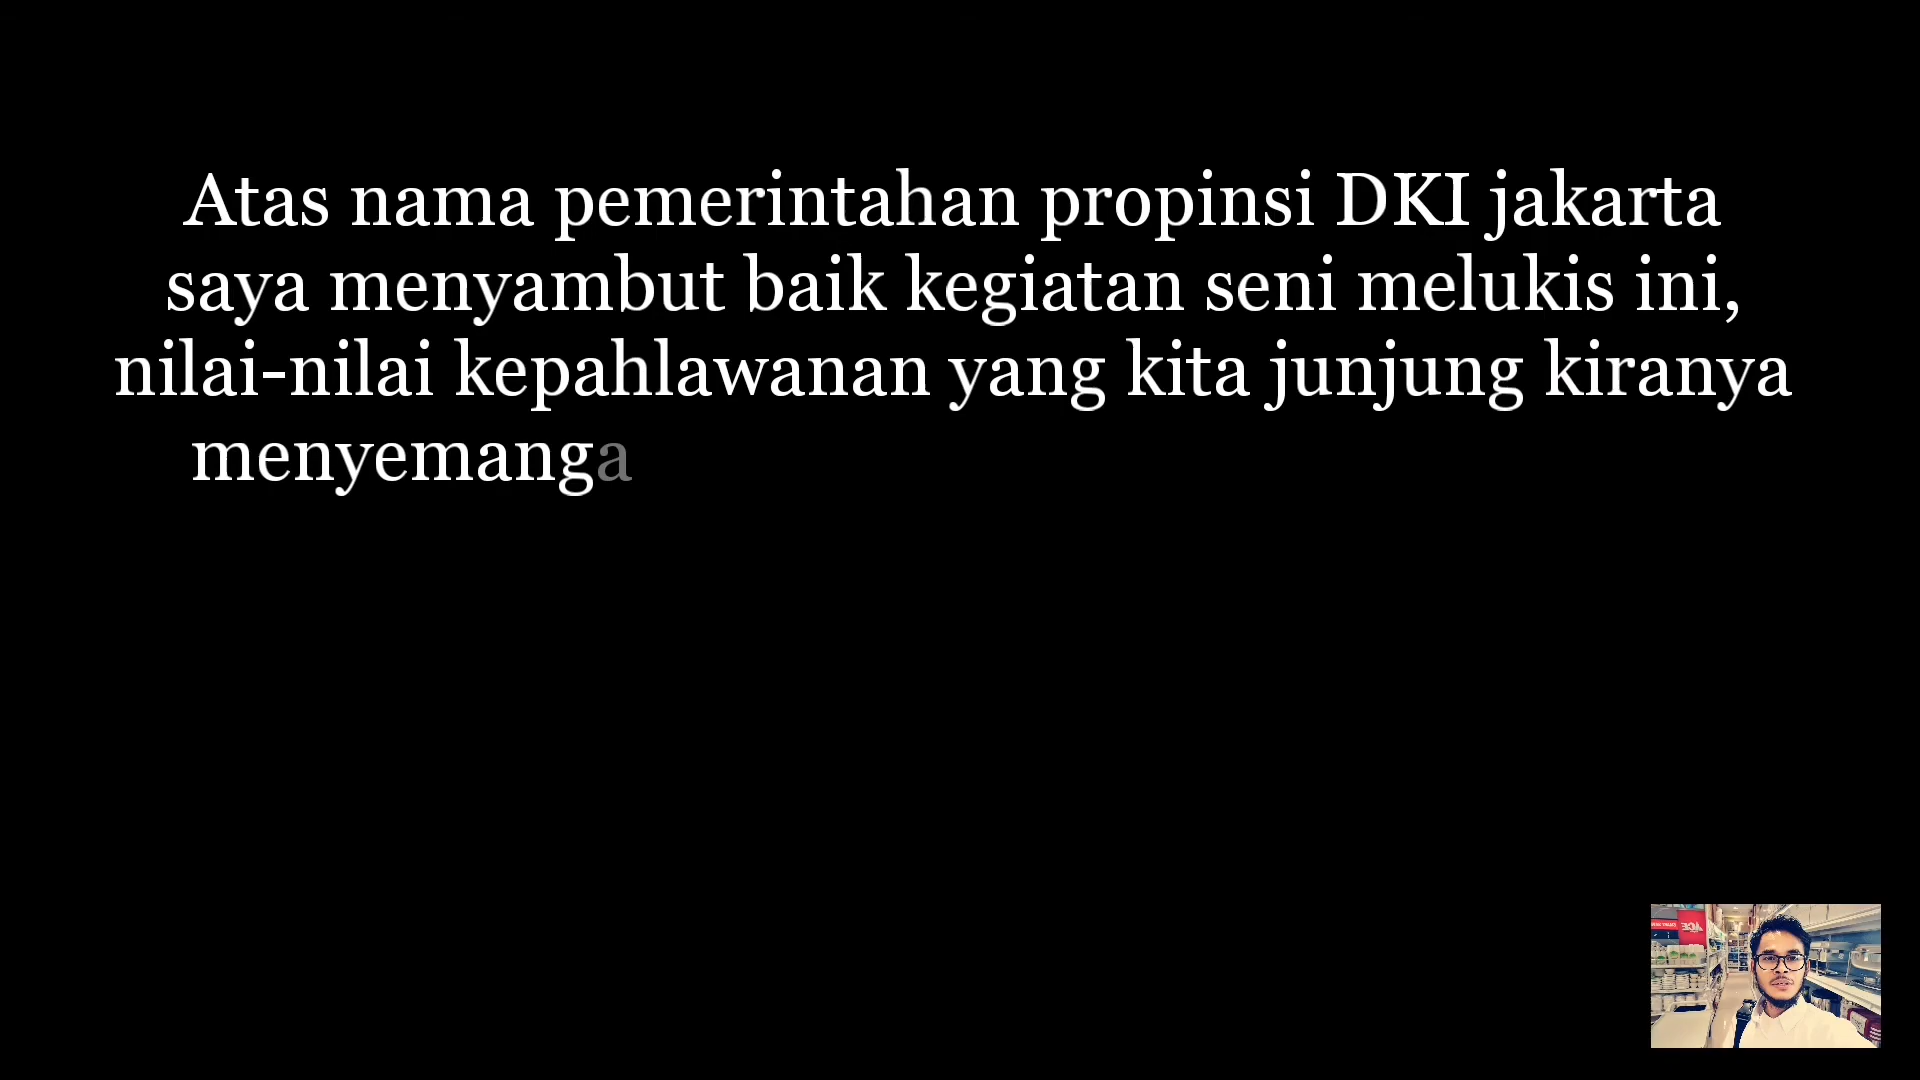 Atas nama pemerintahan propinsi DKI jakarta
saya menyambut baik kegiatan seni melukis ini,
nilai-nilai kepahlawanan yang kita junjung kiranya
menyemanga
ACE